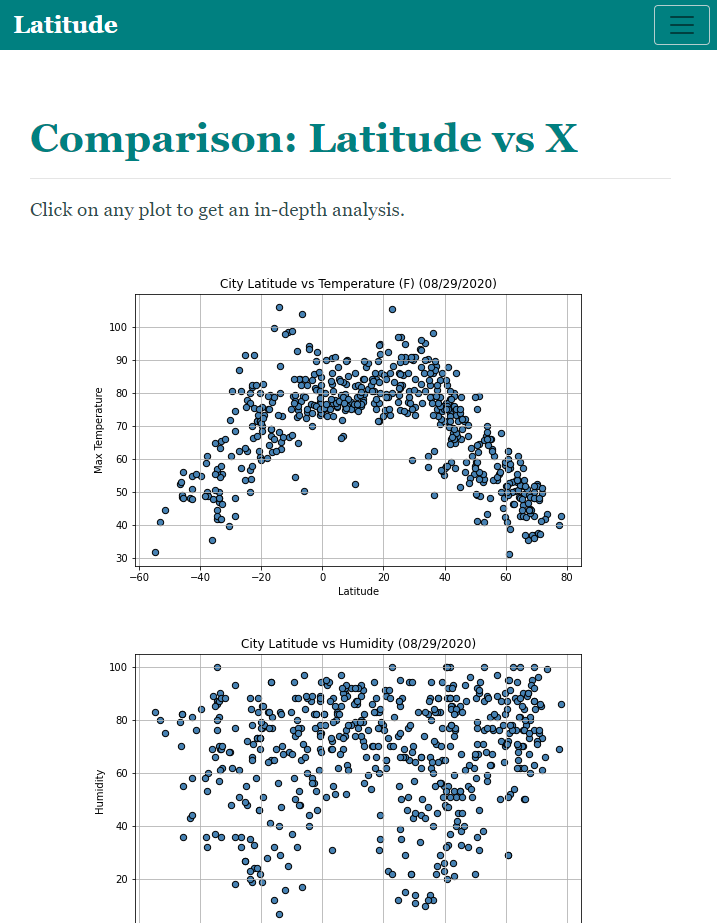 Latitude
Comparison: Latitude vs X
Click on any plot to get an in-depth analysis.
City Latitude vs Temperature (F) (08/29/2020)
100
90
80
70
60
50
40
30
Max Temperature
−60 −40 −20 0 20 40 60 80
Latitude
City Latitude vs Humidity (08/29/2020)
100
80
60
40
20
Humidity